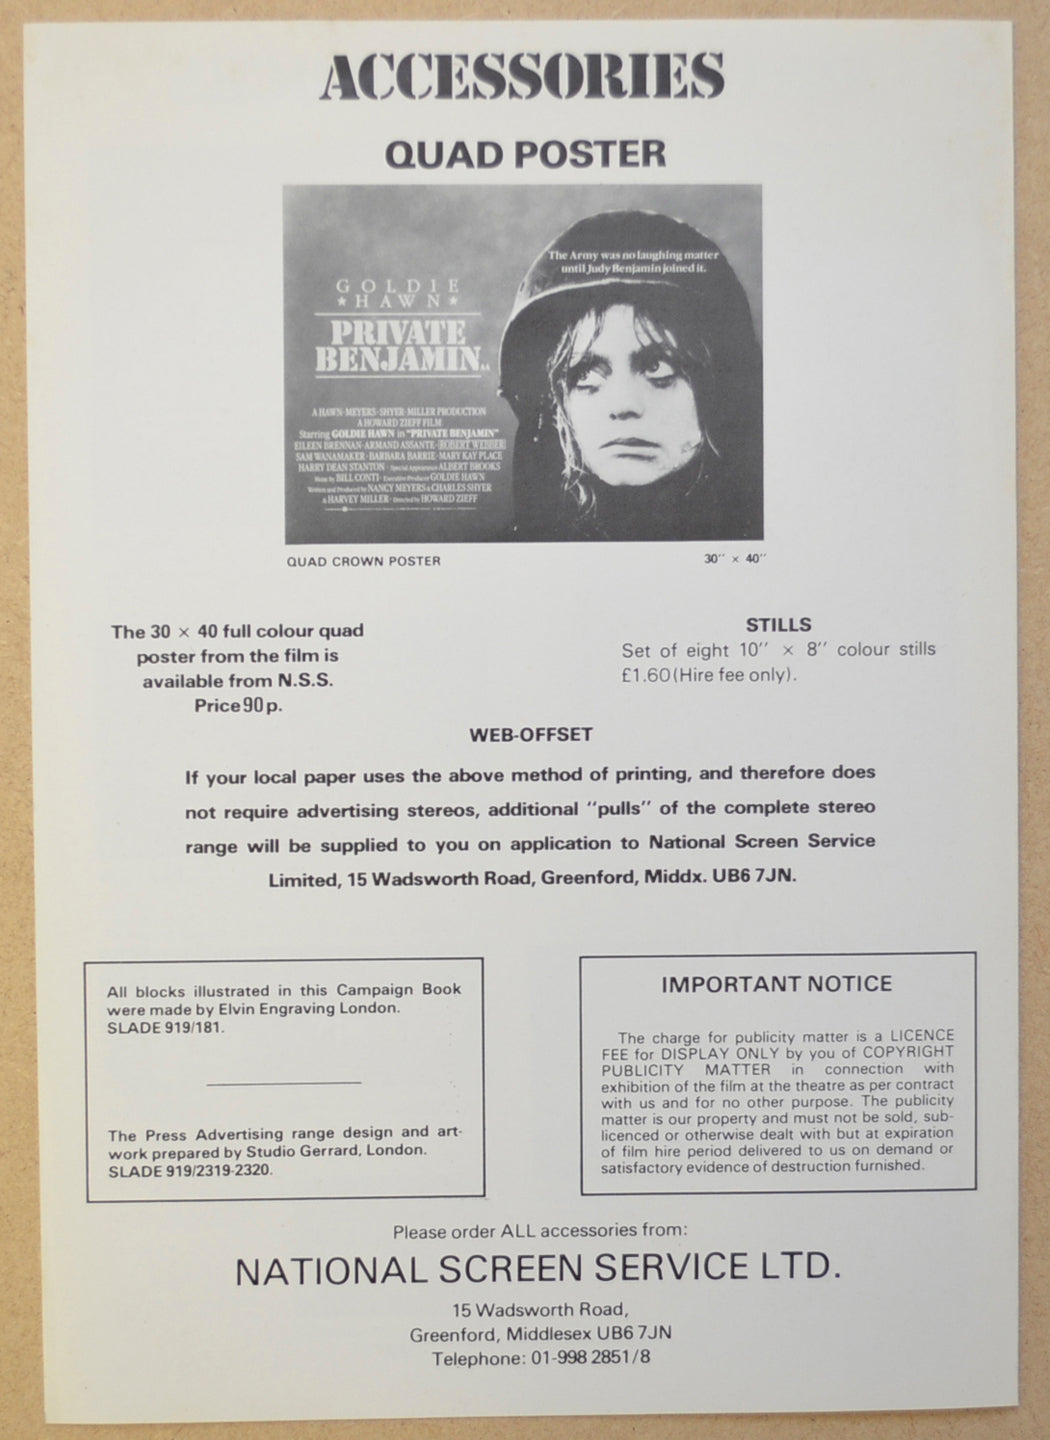 ACCESSORIES
QUAD POSTER
The Army was no laughing matter
until Judy Benjamin joined it.
GOLDIE
★HAWN★
PRIVATE
BENJAMIN
AA
A HAWN·MEYERS·SHYER·MILLER PRODUCTION
A HOWARD ZIEFF FILM
Starring GOLDIE HAWN in "PRIVATE BENJAMIN"
EILEEN BRENNAN·ARMAND ASSANTE·ROBERT WEBBER
SAM WANAMAKER·BARBARA BARRIE·MARY KAY PLACE
HARRY DEAN STANTON·Special Appearance ALBERT BROOKS
Music by BILL CONTI·Executive Producer GOLDIE HAWN
Written and Produced by NANCY MEYERS & CHARLES SHYER
& HARVEY MILLER·Directed by HOWARD ZIEFF
QUAD CROWN POSTER
30″ × 40″
The 30 × 40 full colour quad
poster from the film is
available from N.S.S.
Price 90p.
STILLS
Set of eight 10″ × 8″ colour stills
£1.60 (Hire fee only).
WEB-OFFSET
If your local paper uses the above method of printing, and therefore does
not require advertising stereos, additional "pulls" of the complete stereo
range will be supplied to you on application to National Screen Service
Limited, 15 Wadsworth Road, Greenford, Middx. UB6 7JN.
All blocks illustrated in this Campaign Book
were made by Elvin Engraving London.
SLADE 919/181.
The Press Advertising range design and art-
work prepared by Studio Gerrard, London.
SLADE 919/2319-2320.
IMPORTANT NOTICE
The charge for publicity matter is a LICENCE
FEE for DISPLAY ONLY by you of COPYRIGHT
PUBLICITY MATTER in connection with
exhibition of the film at the theatre as per contract
with us and for no other purpose. The publicity
matter is our property and must not be sold, sub-
licenced or otherwise dealt with but at expiration
of film hire period delivered to us on demand or
satisfactory evidence of destruction furnished.
Please order ALL accessories from:
NATIONAL SCREEN SERVICE LTD.
15 Wadsworth Road,
Greenford, Middlesex UB6 7JN
Telephone: 01-998 2851/8